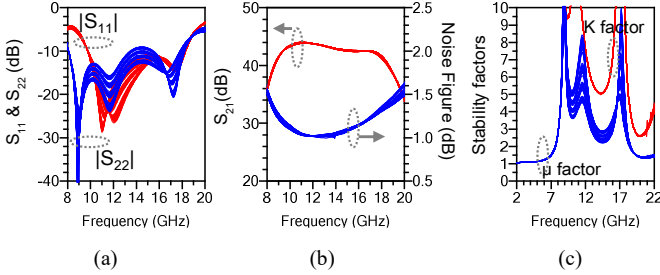 |S11|
|S22|
S11 & S22 (dB)
0
-10
-20
-30
-40
8 10 12 14 16 18 20
Frequency (GHz)
(a)
S21(dB)
50
40
30
20
Noise Figure (dB)
2.5
2.0
1.5
1.0
0.5
8 10 12 14 16 18 20
Frequency (GHz)
(b)
Stability factors
10
9
8
7
6
5
4
3
2
1
0
K factor
μ factor
2 7 12 17 22
Frequency (GHz)
(c)